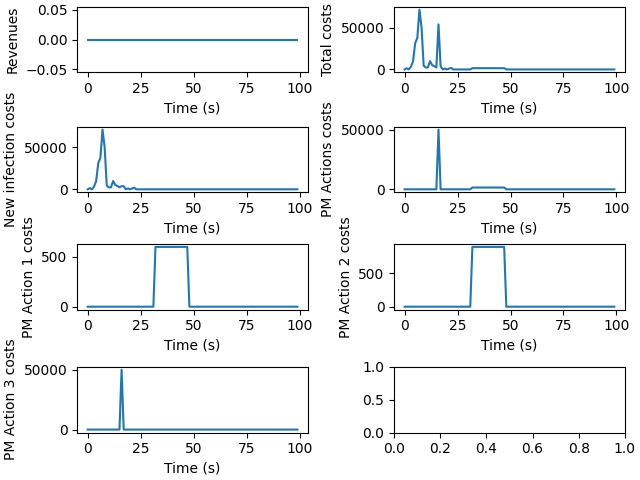 Revenues
0.05
0.00
−0.05
0 25 50 75 100
Time (s)
Total costs
50000
0
0 25 50 75 100
Time (s)
New infection costs
50000
0
0 25 50 75 100
Time (s)
PM Actions costs
50000
0
0 25 50 75 100
Time (s)
PM Action 1 costs
500
0
0 25 50 75 100
Time (s)
PM Action 2 costs
500
0
0 25 50 75 100
Time (s)
PM Action 3 costs
50000
0
0 25 50 75 100
Time (s)
1.0
0.5
0.0
0.0 0.2 0.4 0.6 0.8 1.0